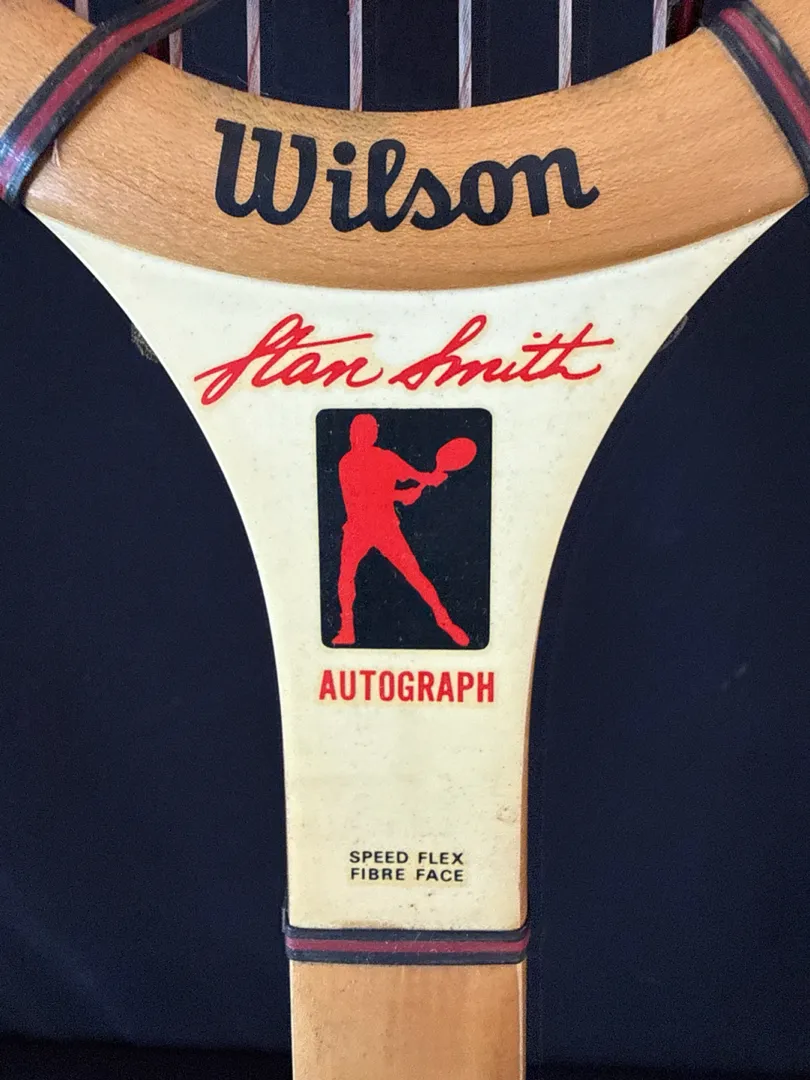 Wilson
Stan Smith
AUTOGRAPH
SPEED FLEX
FIBRE FACE